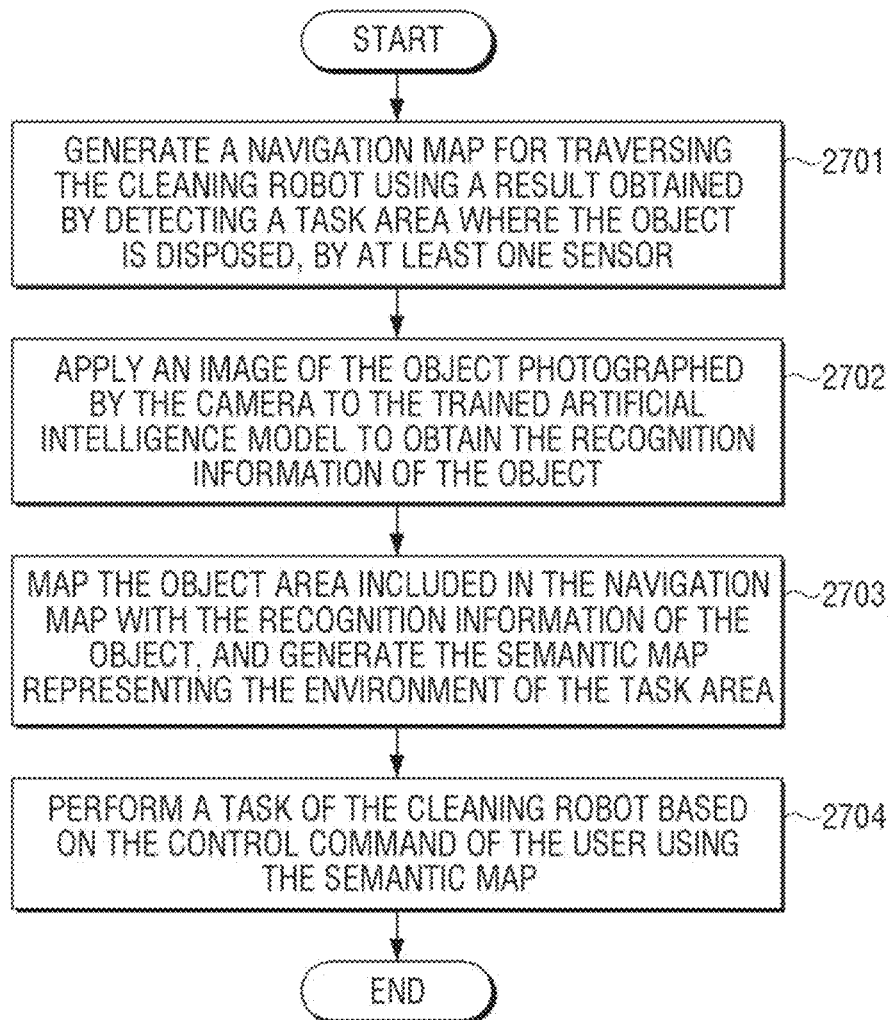 START
GENERATE A NAVIGATION MAP FOR TRAVERSING
THE CLEANING ROBOT USING A RESULT OBTAINED
BY DETECTING A TASK AREA WHERE THE OBJECT
IS DISPOSED, BY AT LEAST ONE SENSOR
2701
APPLY AN IMAGE OF THE OBJECT PHOTOGRAPHED
BY THE CAMERA TO THE TRAINED ARTIFICIAL
INTELLIGENCE MODEL TO OBTAIN THE RECOGNITION
INFORMATION OF THE OBJECT
2702
MAP THE OBJECT AREA INCLUDED IN THE NAVIGATION
MAP WITH THE RECOGNITION INFORMATION OF THE
OBJECT, AND GENERATE THE SEMANTIC MAP
REPRESENTING THE ENVIRONMENT OF THE TASK AREA
2703
PERFORM A TASK OF THE CLEANING ROBOT BASED
ON THE CONTROL COMMAND OF THE USER USING
THE SEMANTIC MAP
2704
END